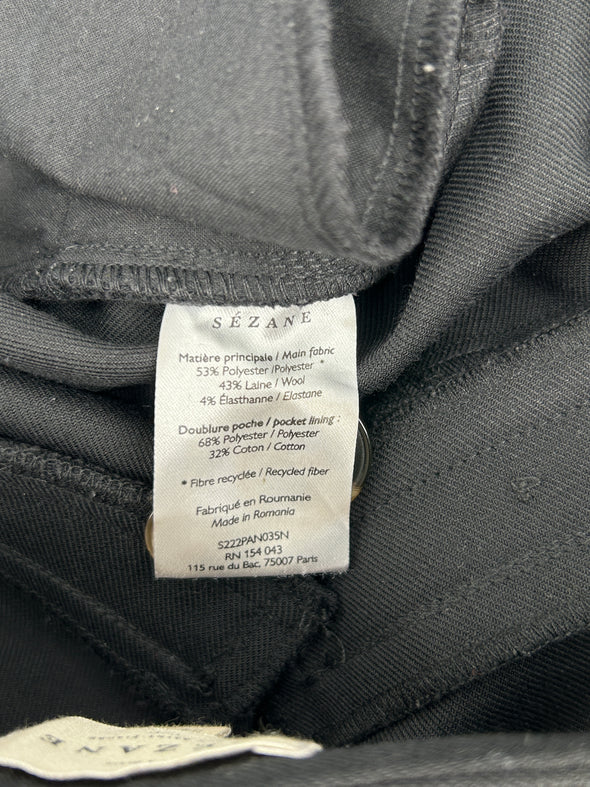 SÉZANE
Matière principale / Main fabric
53% Polyester /Polyester *
43% Laine / Wool
4% Élasthanne / Elastane
Doublure poche / pocket lining :
68% Polyester / Polyester
32% Coton / Cotton
* Fibre recyclée / Recycled fiber
Fabriqué en Roumanie
Made in Romania
S222PAN035N
RN 154 043
115 rue du Bac, 75007 Paris
ÉZANE